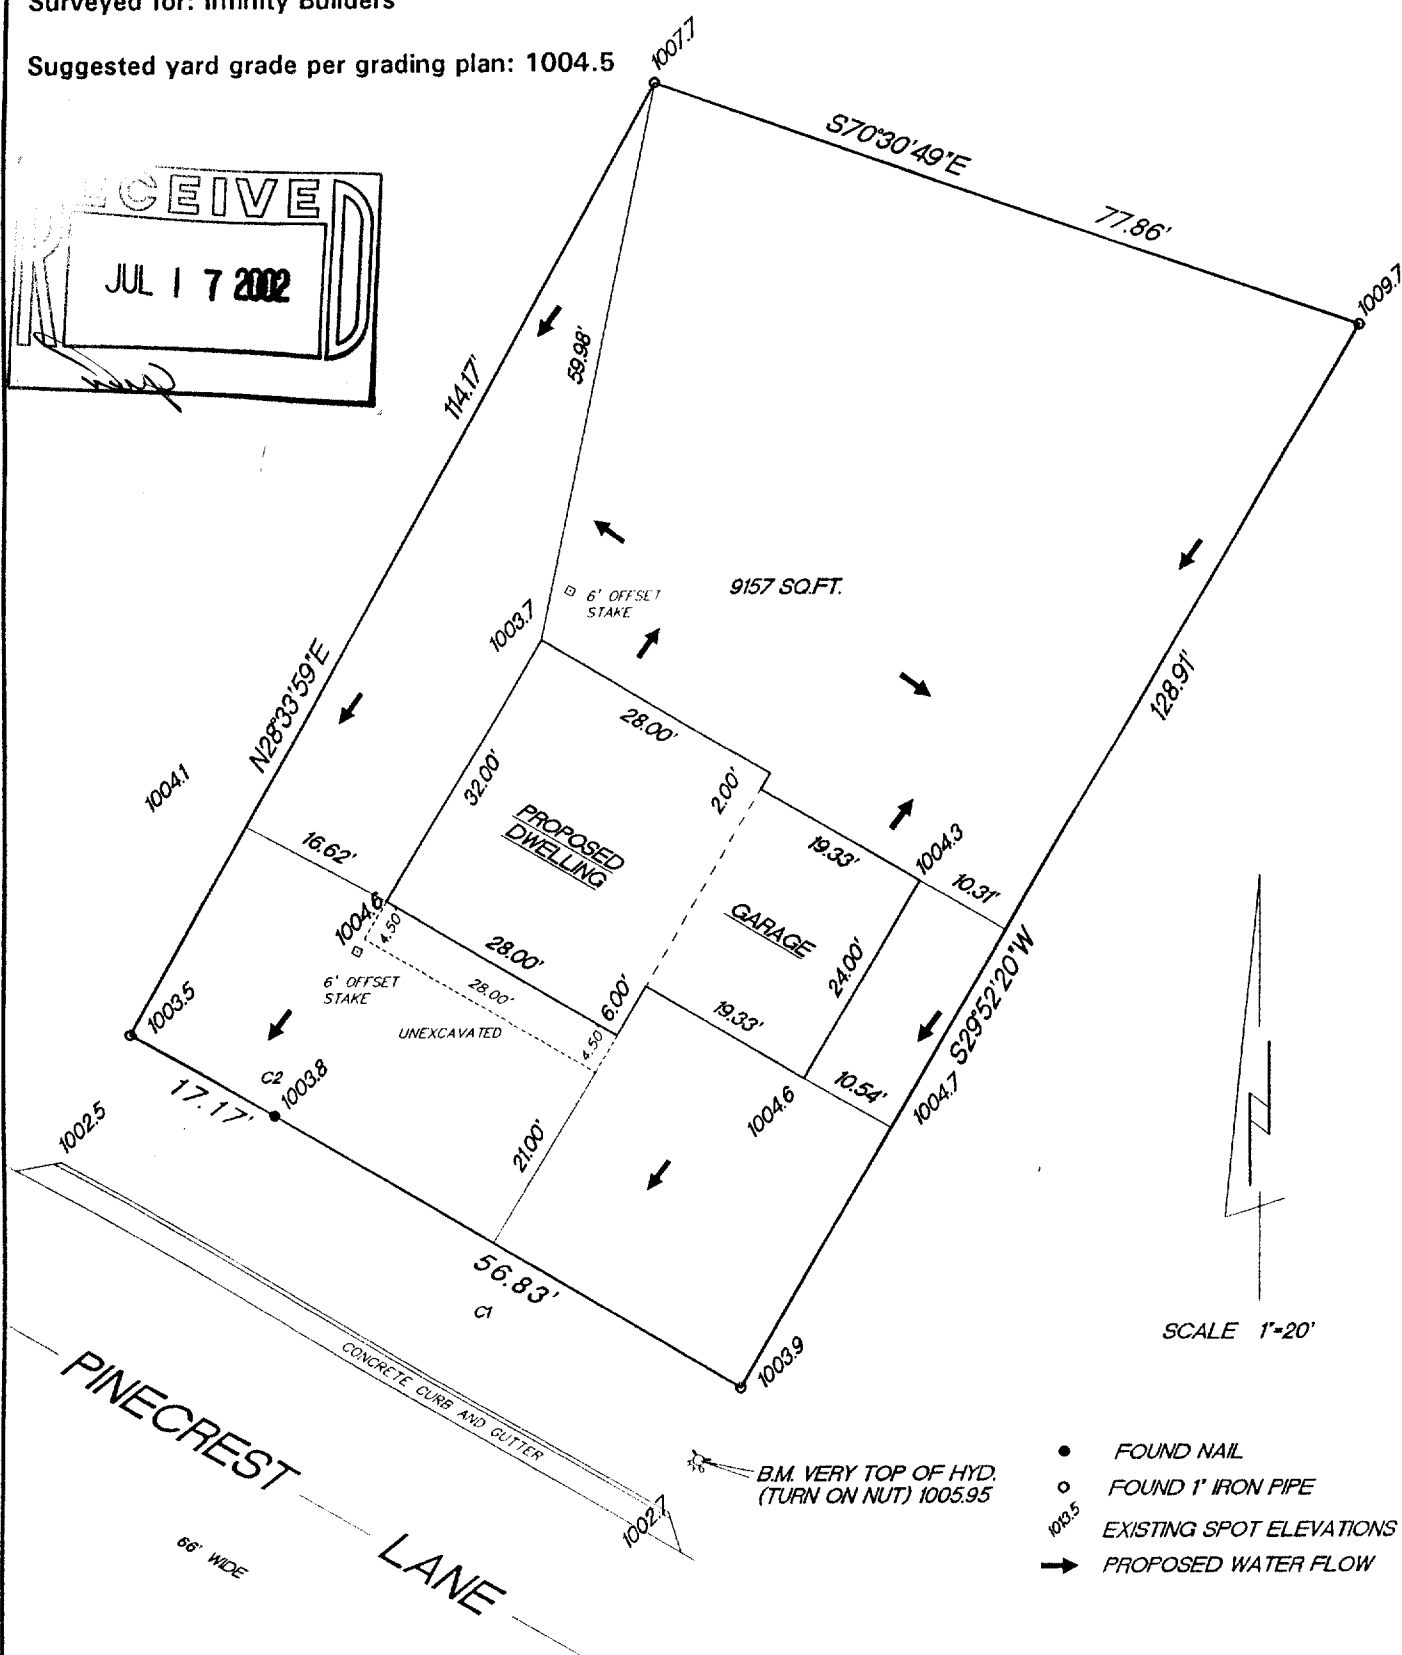 Surveyed for: Infinity Builders
Suggested yard grade per grading plan: 1004.5
1007.7
S70°30'49"E
77.86'
1009.7
RECEIVED
JUL 17 2002
114.17'
59.98'
9157 SQ.FT.
6' OFFSET
STAKE
1003.7
N28°33'59"E
128.91'
28.00'
32.00'
2.00'
1004.1
PROPOSED
DWELLING
19.33'
1004.3
10.31'
16.62'
GARAGE
4.50'
28.00'
24.00'
S29°52'20"W
6' OFFSET
STAKE
28.00'
6.00'
19.33'
1003.5
UNEXCAVATED
4.50'
10.54'
1004.7
C2
1003.8
1004.6
17.17'
1002.5
21.00'
56.83'
C1
1003.9
SCALE 1"=20'
CONCRETE CURB AND GUTTER
PINECREST LANE
66' WIDE
1002.7
B.M. VERY TOP OF HYD.
(TURN ON NUT) 1005.95
FOUND NAIL
FOUND 1" IRON PIPE
1013.5 EXISTING SPOT ELEVATIONS
PROPOSED WATER FLOW